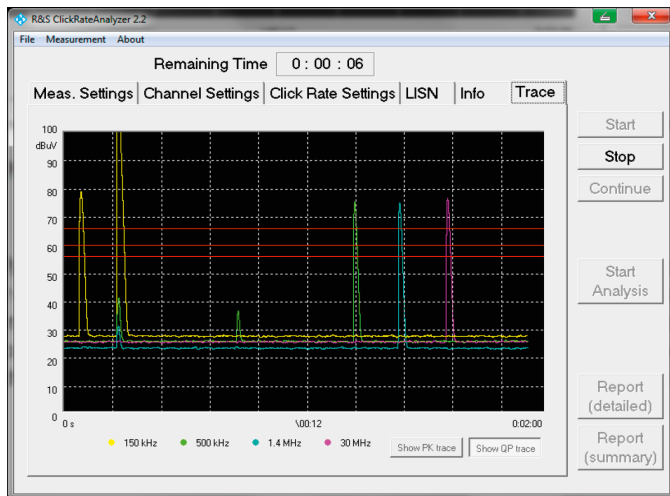 R&S ClickRateAnalyzer 2.2
File Measurement About
Remaining Time 0 : 00 : 06
Meas. Settings Channel Settings Click Rate Settings LISN Info Trace
100
dBuV
90
80
70
60
50
40
30
20
10
0
0 s \00:12 0:02:00
150 kHz 500 kHz 1.4 MHz 30 MHz
Show PK trace Show QP trace
Start
Stop
Continue
Start
Analysis
Report
(detailed)
Report
(summary)